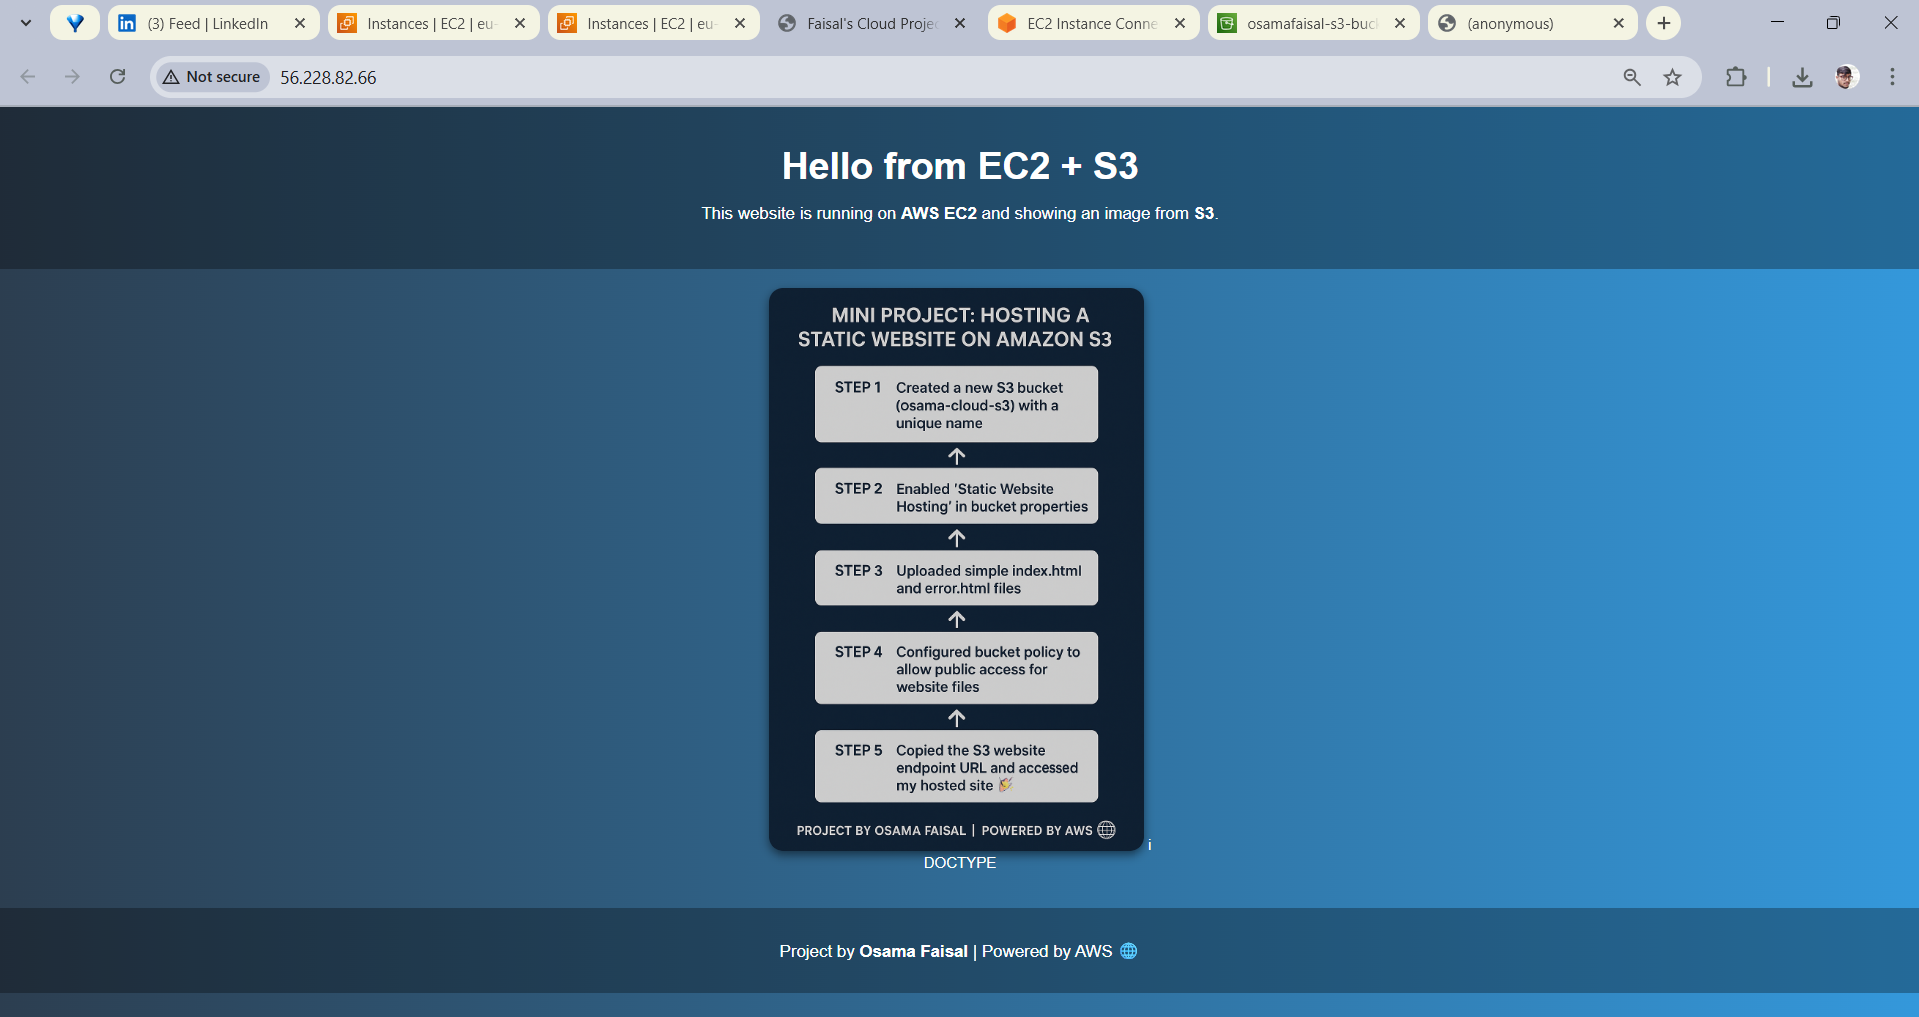 (3) Feed | LinkedIn
Instances | EC2 | eu-
Instances | EC2 | eu-
Faisal's Cloud Projec
EC2 Instance Conne
osamafaisal-s3-buc
(anonymous)
Not secure
56.228.82.66
Hello from EC2 + S3
This website is running on AWS EC2 and showing an image from S3.
MINI PROJECT: HOSTING A
STATIC WEBSITE ON AMAZON S3
STEP 1 Created a new S3 bucket
(osama-cloud-s3) with a
unique name
STEP 2 Enabled 'Static Website
Hosting' in bucket properties
STEP 3 Uploaded simple index.html
and error.html files
STEP 4 Configured bucket policy to
allow public access for
website files
STEP 5 Copied the S3 website
endpoint URL and accessed
my hosted site 🎉
PROJECT BY OSAMA FAISAL | POWERED BY AWS
i
DOCTYPE
Project by Osama Faisal | Powered by AWS 🌐